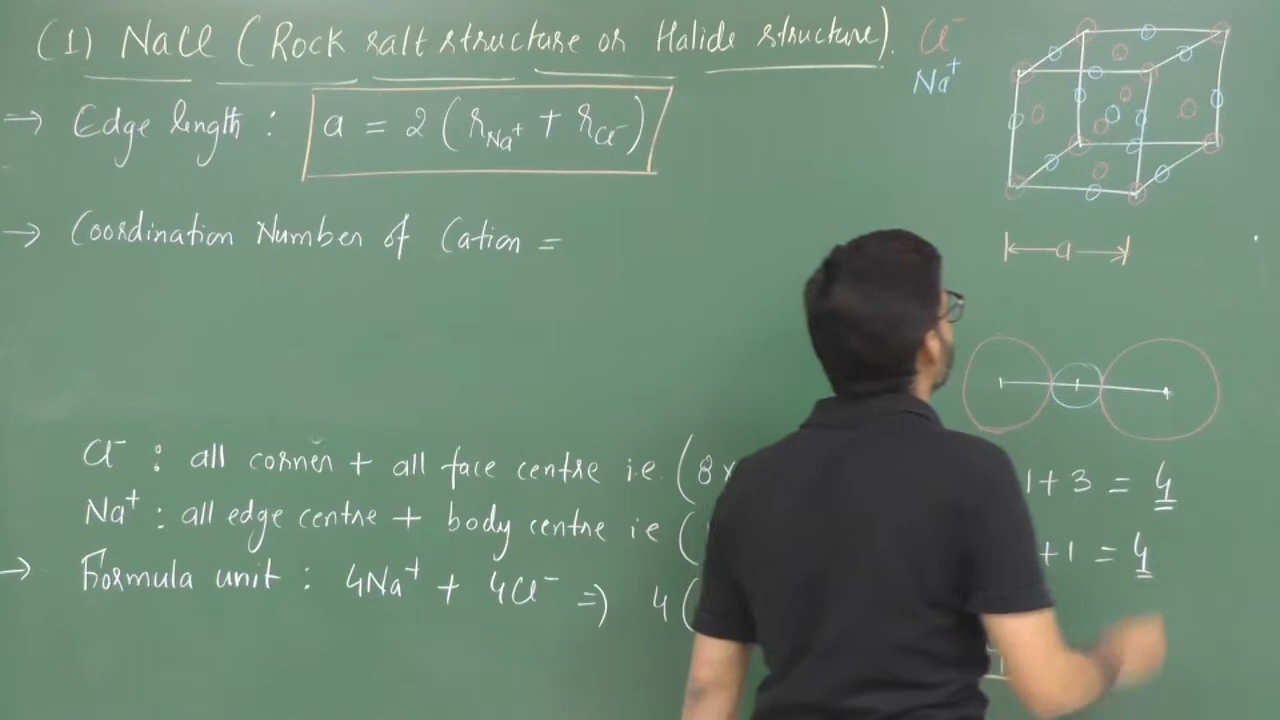 (1) NaCl (Rock salt structure or Halide structure).
Cl⁻
Na⁺
→ Edge length : a = 2 (r_Na⁺ + r_Cl⁻)
→ Coordination Number of Cation =
a
Cl⁻ : all corner + all face centre i.e. (8× 1 + 3 = 4
Na⁺ : all edge centre + body centre i e ( + 1 = 4
→ Formula unit : 4Na⁺ + 4Cl⁻ ⇒ 4 (